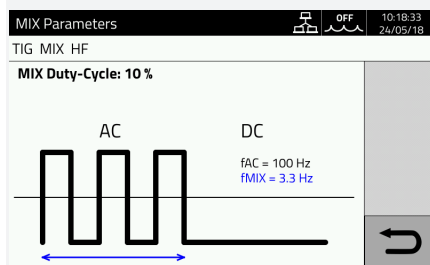 MIX Parameters
OFF
10:18:33
24/05/18
TIG MIX HF
MIX Duty-Cycle: 10 %
AC
DC
fAC = 100 Hz
fMIX = 3.3 Hz